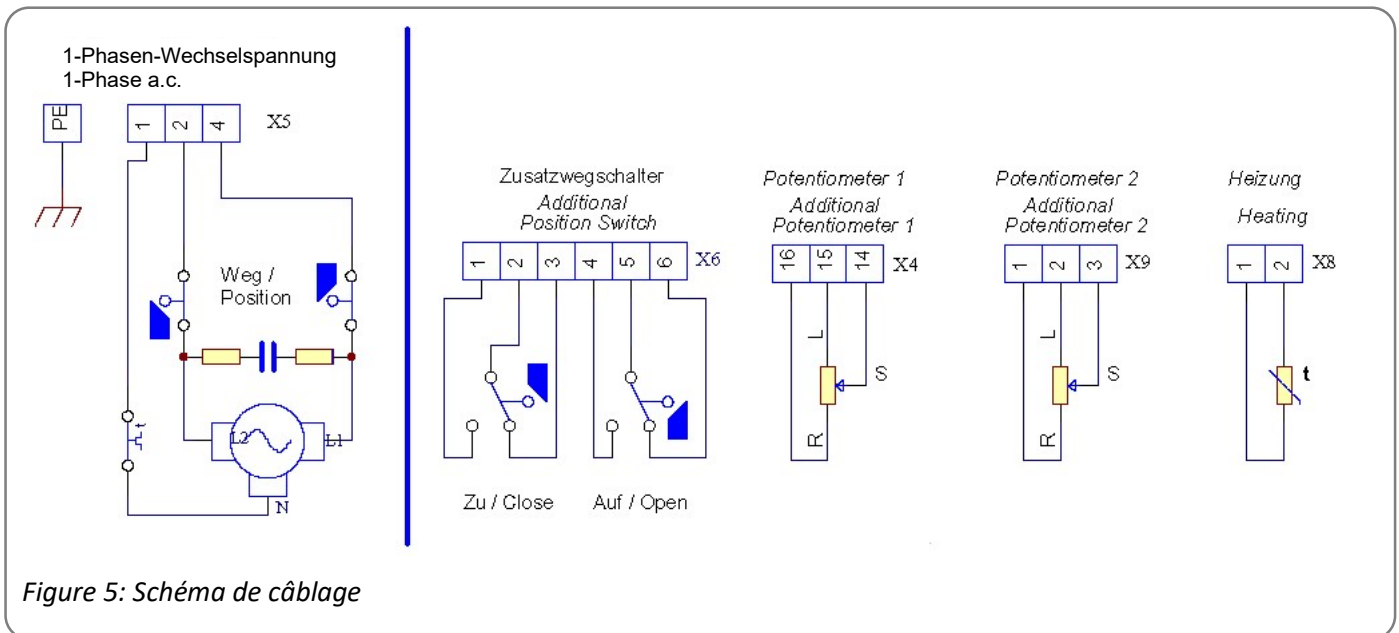 1-Phasen-Wechselspannung
1-Phase a.c.
PE
1 2 4 X5
Weg /
Position
t
L2 L1
N
Zusatzwegschalter
Additional
Position Switch
1 2 3 4 5 6 X6
Zu / Close Auf / Open
Potentiometer 1
Additional
Potentiometer 1
16 15 14 X4
L
S
R
Potentiometer 2
Additional
Potentiometer 2
1 2 3 X9
L
S
R
Heizung
Heating
1 2 X8
t
Figure 5: Schéma de câblage